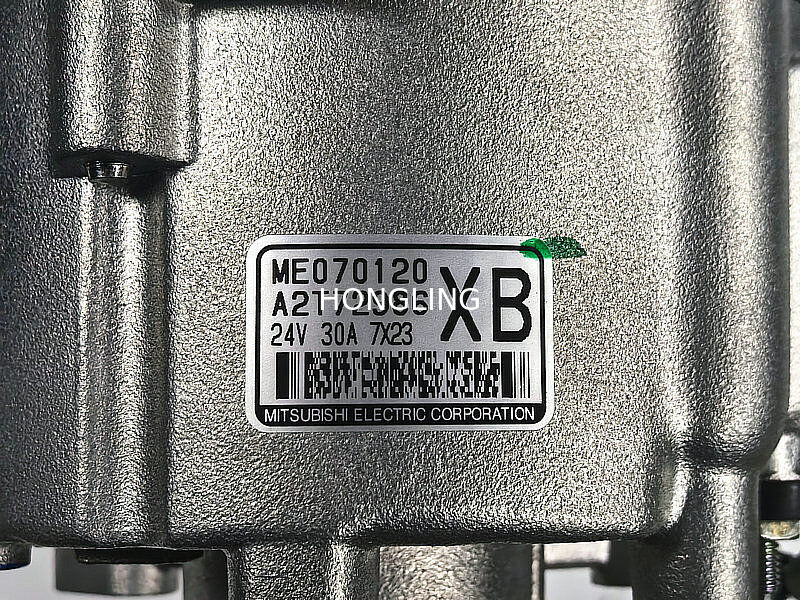 ME070120
HONGLING
24V 30A 7X23
XB
MITSUBISHI ELECTRIC CORPORATION